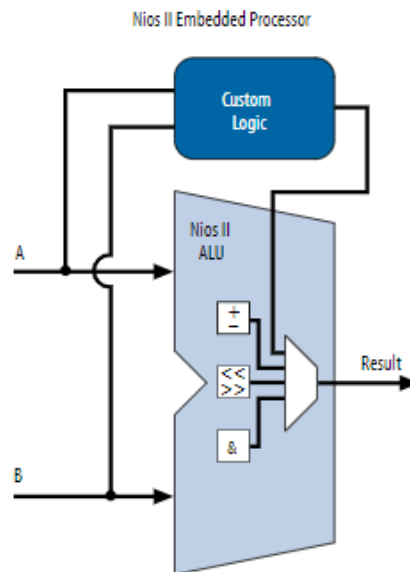 Nios II Embedded Processor
Custom
Logic
Nios II
ALU
A
+
−
<<
>>
Result
&
B